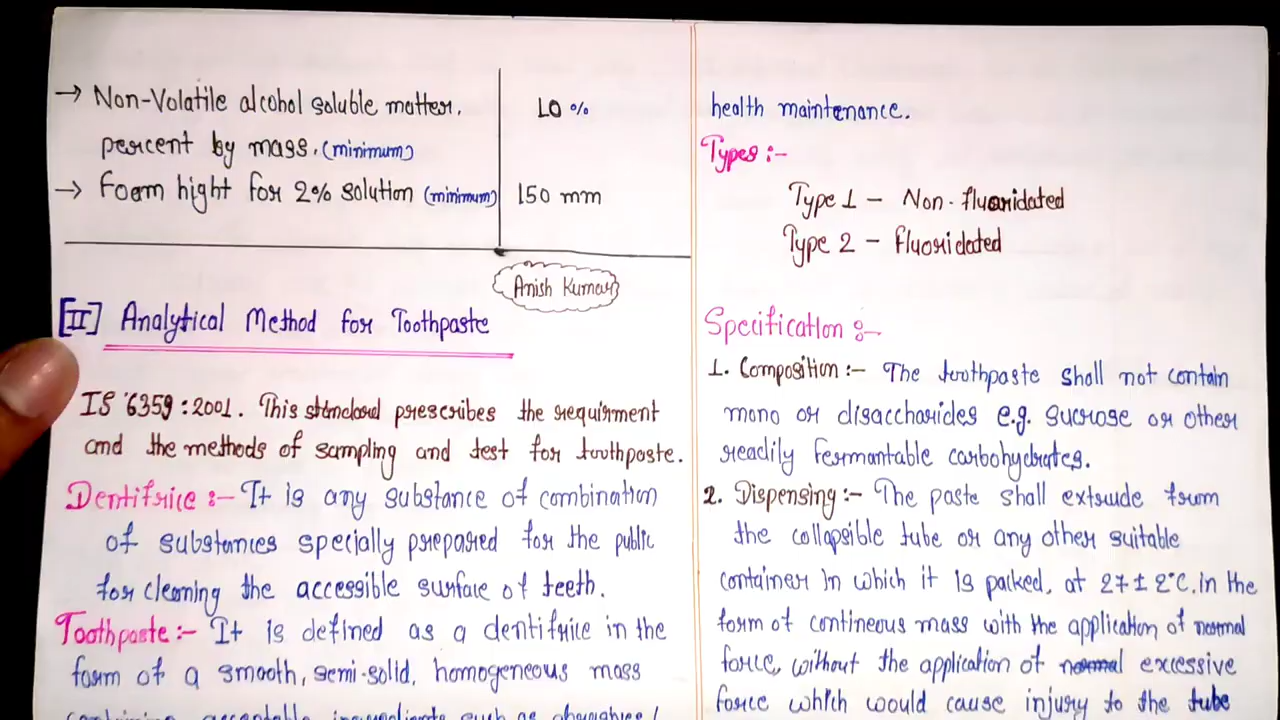 → Non-Volatile alcohol soluble matter. 10 %
percent by mass. (minimum)
→ Foam hight for 2% solution (minimum) 150 mm
Anish Kumar
[II] Analytical Method for Toothpaste
IS 6359:2001. This standard prescribes the requirment
and the methods of sampling and test for toothpaste.
Dentifrice :- It is any substance of combination
of substances specially prepared for the public
for cleaning the accessible surface of teeth.
Toothpaste :- It is defined as a dentifrice in the
form of a smooth, semi-solid, homogeneous mass
containing acceptable ingredients such as
health maintenance.
Types :-
Type 1 - Non-fluoridated
Type 2 - Fluoridated
Specification :-
1. Composition :- The toothpaste shall not contain
mono or disaccharides e.g. sucrose or other
readily fermantable carbohydrates.
2. Dispensing :- The paste shall extrude from
the collapsible tube or any other suitable
container in which it is packed, at 27 ± 2°C, in the
form of contineous mass with the application of normal
force, without the application of normal excessive
force which would cause injury to the tube